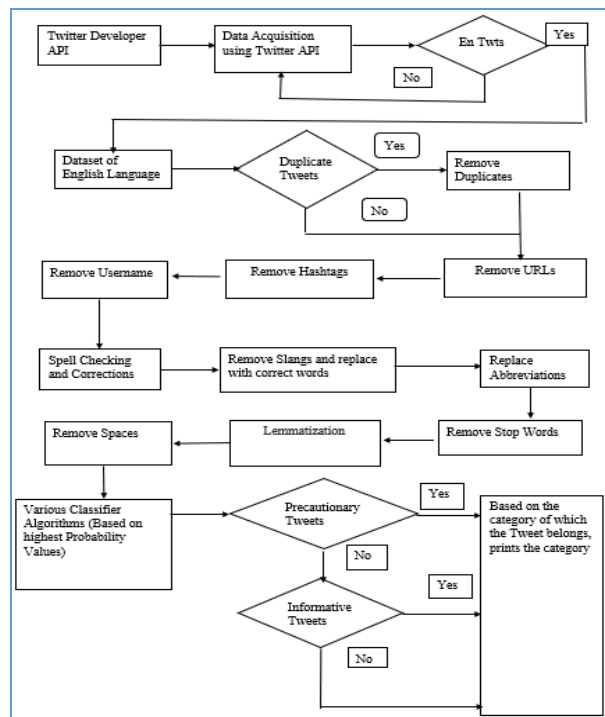 Twitter Developer
API
Data Acquisition
using Twitter API
En Twts
Yes
No
Dataset of
English Language
Duplicate
Tweets
Yes
Remove
Duplicates
No
Remove Username
Remove Hashtags
Remove URLs
Spell Checking
and Corrections
Remove Slangs and replace
with correct words
Replace
Abbreviations
Remove Spaces
Lemmatization
Remove Stop Words
Various Classifier
Algorithms (Based on
highest Probability
Values)
Precautionary
Tweets
Yes
Based on the
category of which
the Tweet belongs,
prints the category
No
Informative
Tweets
Yes
No